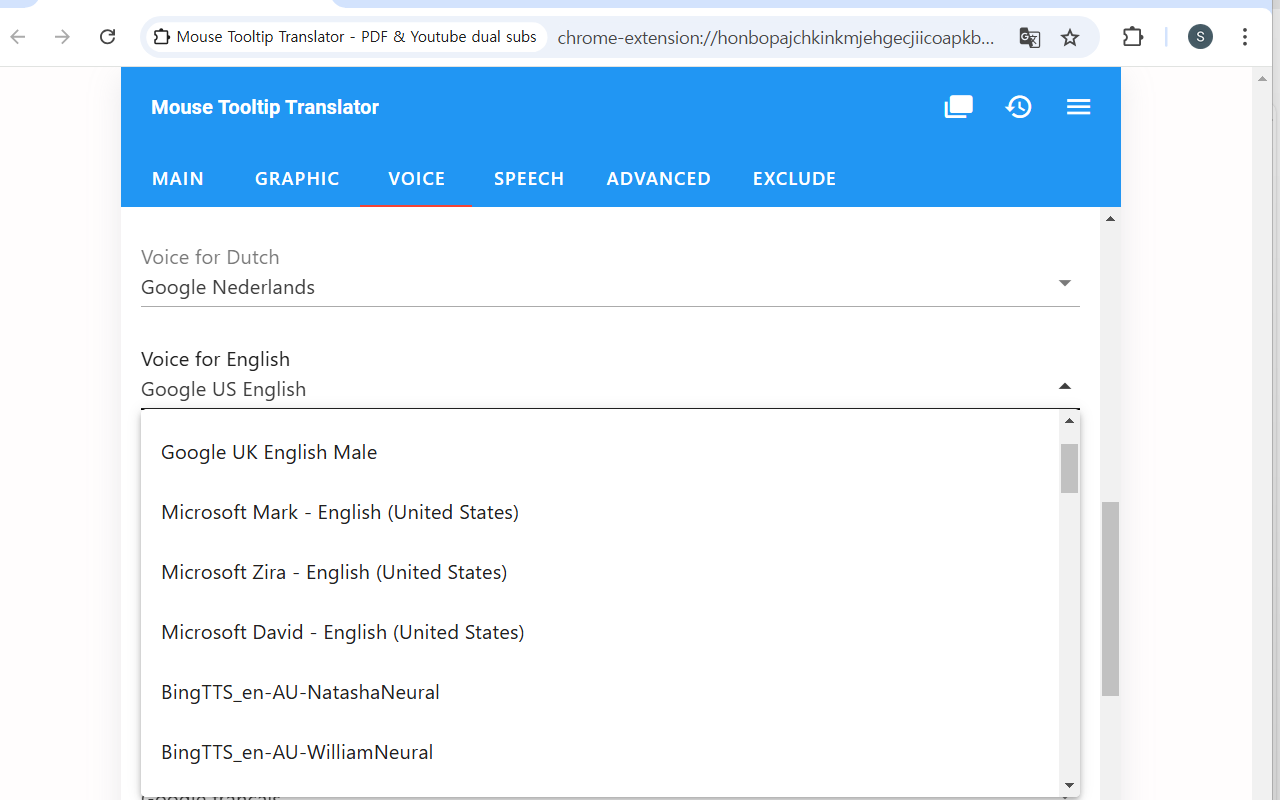 Mouse Tooltip Translator - PDF & Youtube dual subs chrome-extension://honbopajchkinkmjehgecjiicoapkb...
S
Mouse Tooltip Translator
MAIN GRAPHIC VOICE SPEECH ADVANCED EXCLUDE
Voice for Dutch
Google Nederlands
Voice for English
Google US English
Google UK English Male
Microsoft Mark - English (United States)
Microsoft Zira - English (United States)
Microsoft David - English (United States)
BingTTS_en-AU-NatashaNeural
BingTTS_en-AU-WilliamNeural